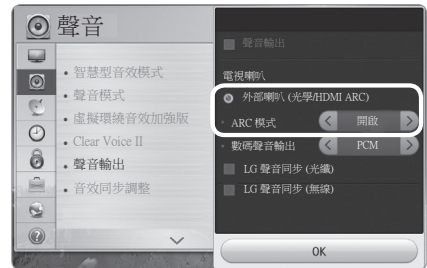 聲音
• 智慧型音效模式
• 聲音模式
• 虛擬環繞音效加強版
• Clear Voice II
• 聲音輸出
• 音效同步調整
聲音輸出
電視喇叭
外部喇叭 (光學/HDMI ARC)
• ARC 模式 < 開啟 >
• 數碼聲音輸出 < PCM >
LG 聲音同步 (光纖)
LG 聲音同步 (無線)
OK